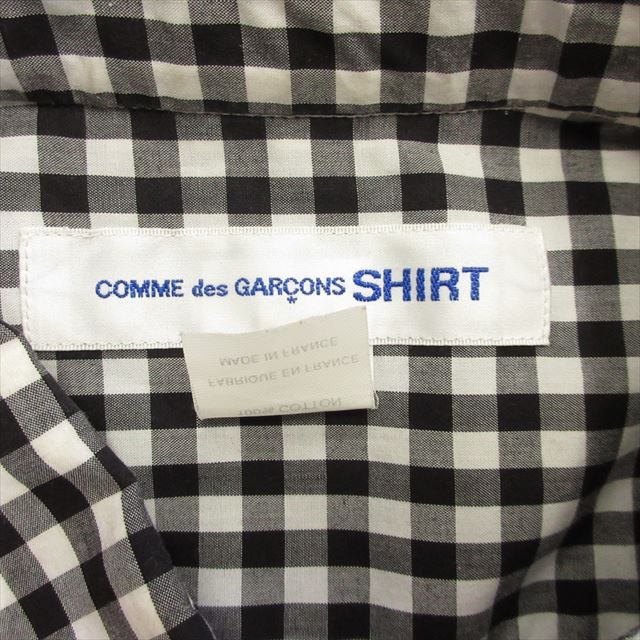 COMME des GARÇONS SHIRT
MADE IN FRANCE
FABRIQUE EN FRANCE
100% COTTON